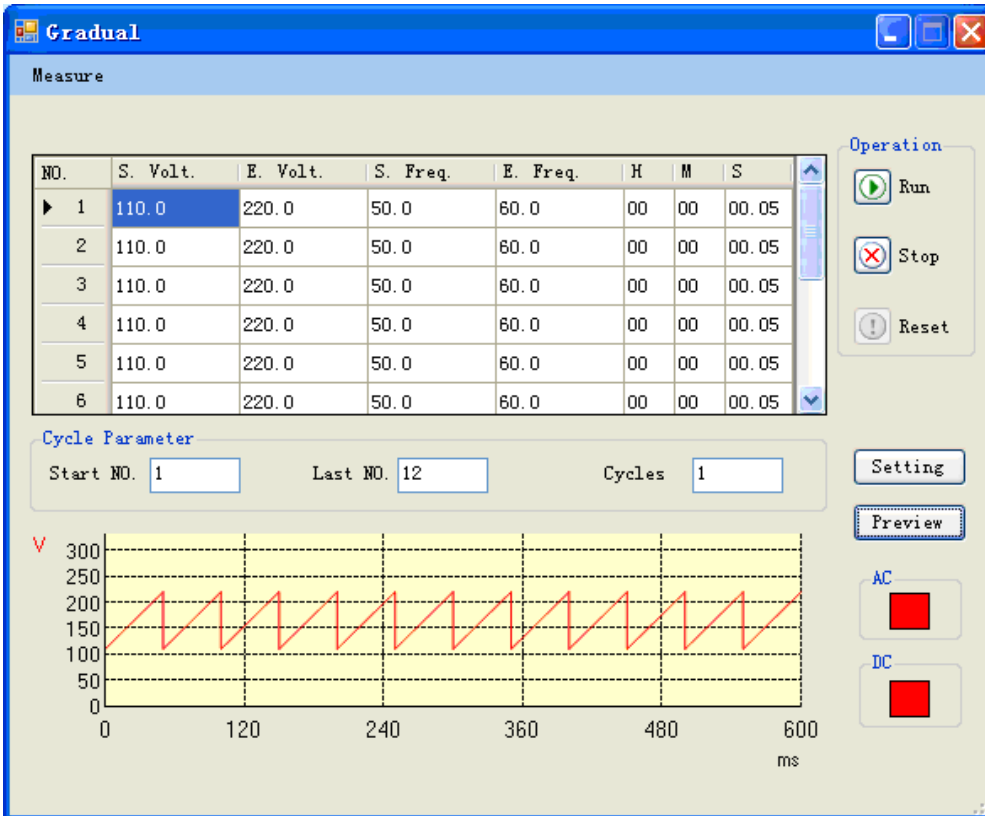 Gradual
Measure
NO. S. Volt. E. Volt. S. Freq. E. Freq. H M S
1 110.0 220.0 50.0 60.0 00 00 00.05
2 110.0 220.0 50.0 60.0 00 00 00.05
3 110.0 220.0 50.0 60.0 00 00 00.05
4 110.0 220.0 50.0 60.0 00 00 00.05
5 110.0 220.0 50.0 60.0 00 00 00.05
6 110.0 220.0 50.0 60.0 00 00 00.05
Operation
Run
Stop
Reset
Cycle Parameter
Start NO. 1 Last NO. 12 Cycles 1
Setting
Preview
V
300
250
200
150
100
50
0
0 120 240 360 480 600
ms
AC
DC